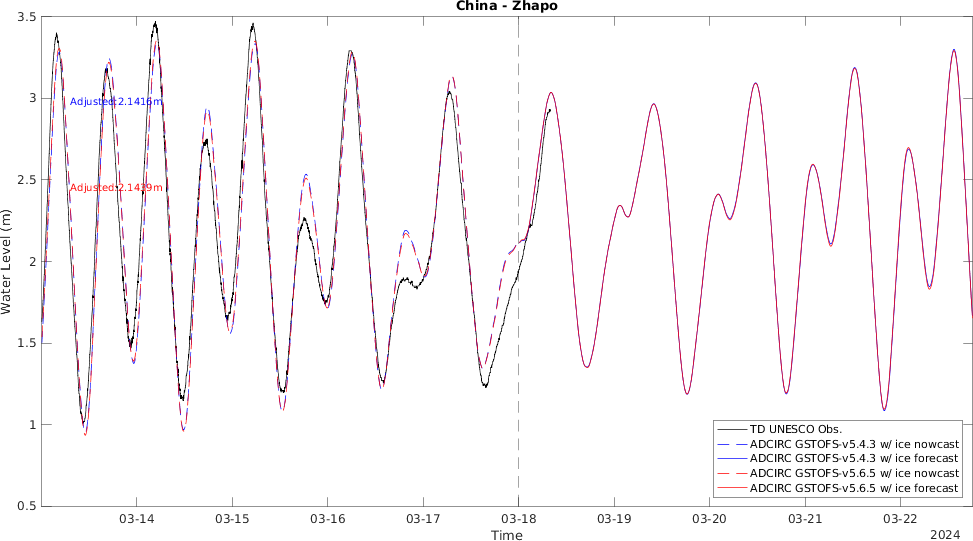 China - Zhapo
3.5
3
2.5
2
1.5
1
0.5
Water Level (m)
Adjusted:2.1416m
Adjusted:2.1439m
TD UNESCO Obs.
ADCIRC GSTOFS-v5.4.3 w/ ice nowcast
ADCIRC GSTOFS-v5.4.3 w/ ice forecast
ADCIRC GSTOFS-v5.6.5 w/ ice nowcast
ADCIRC GSTOFS-v5.6.5 w/ ice forecast
03-14 03-15 03-16 03-17 03-18 03-19 03-20 03-21 03-22
Time
2024